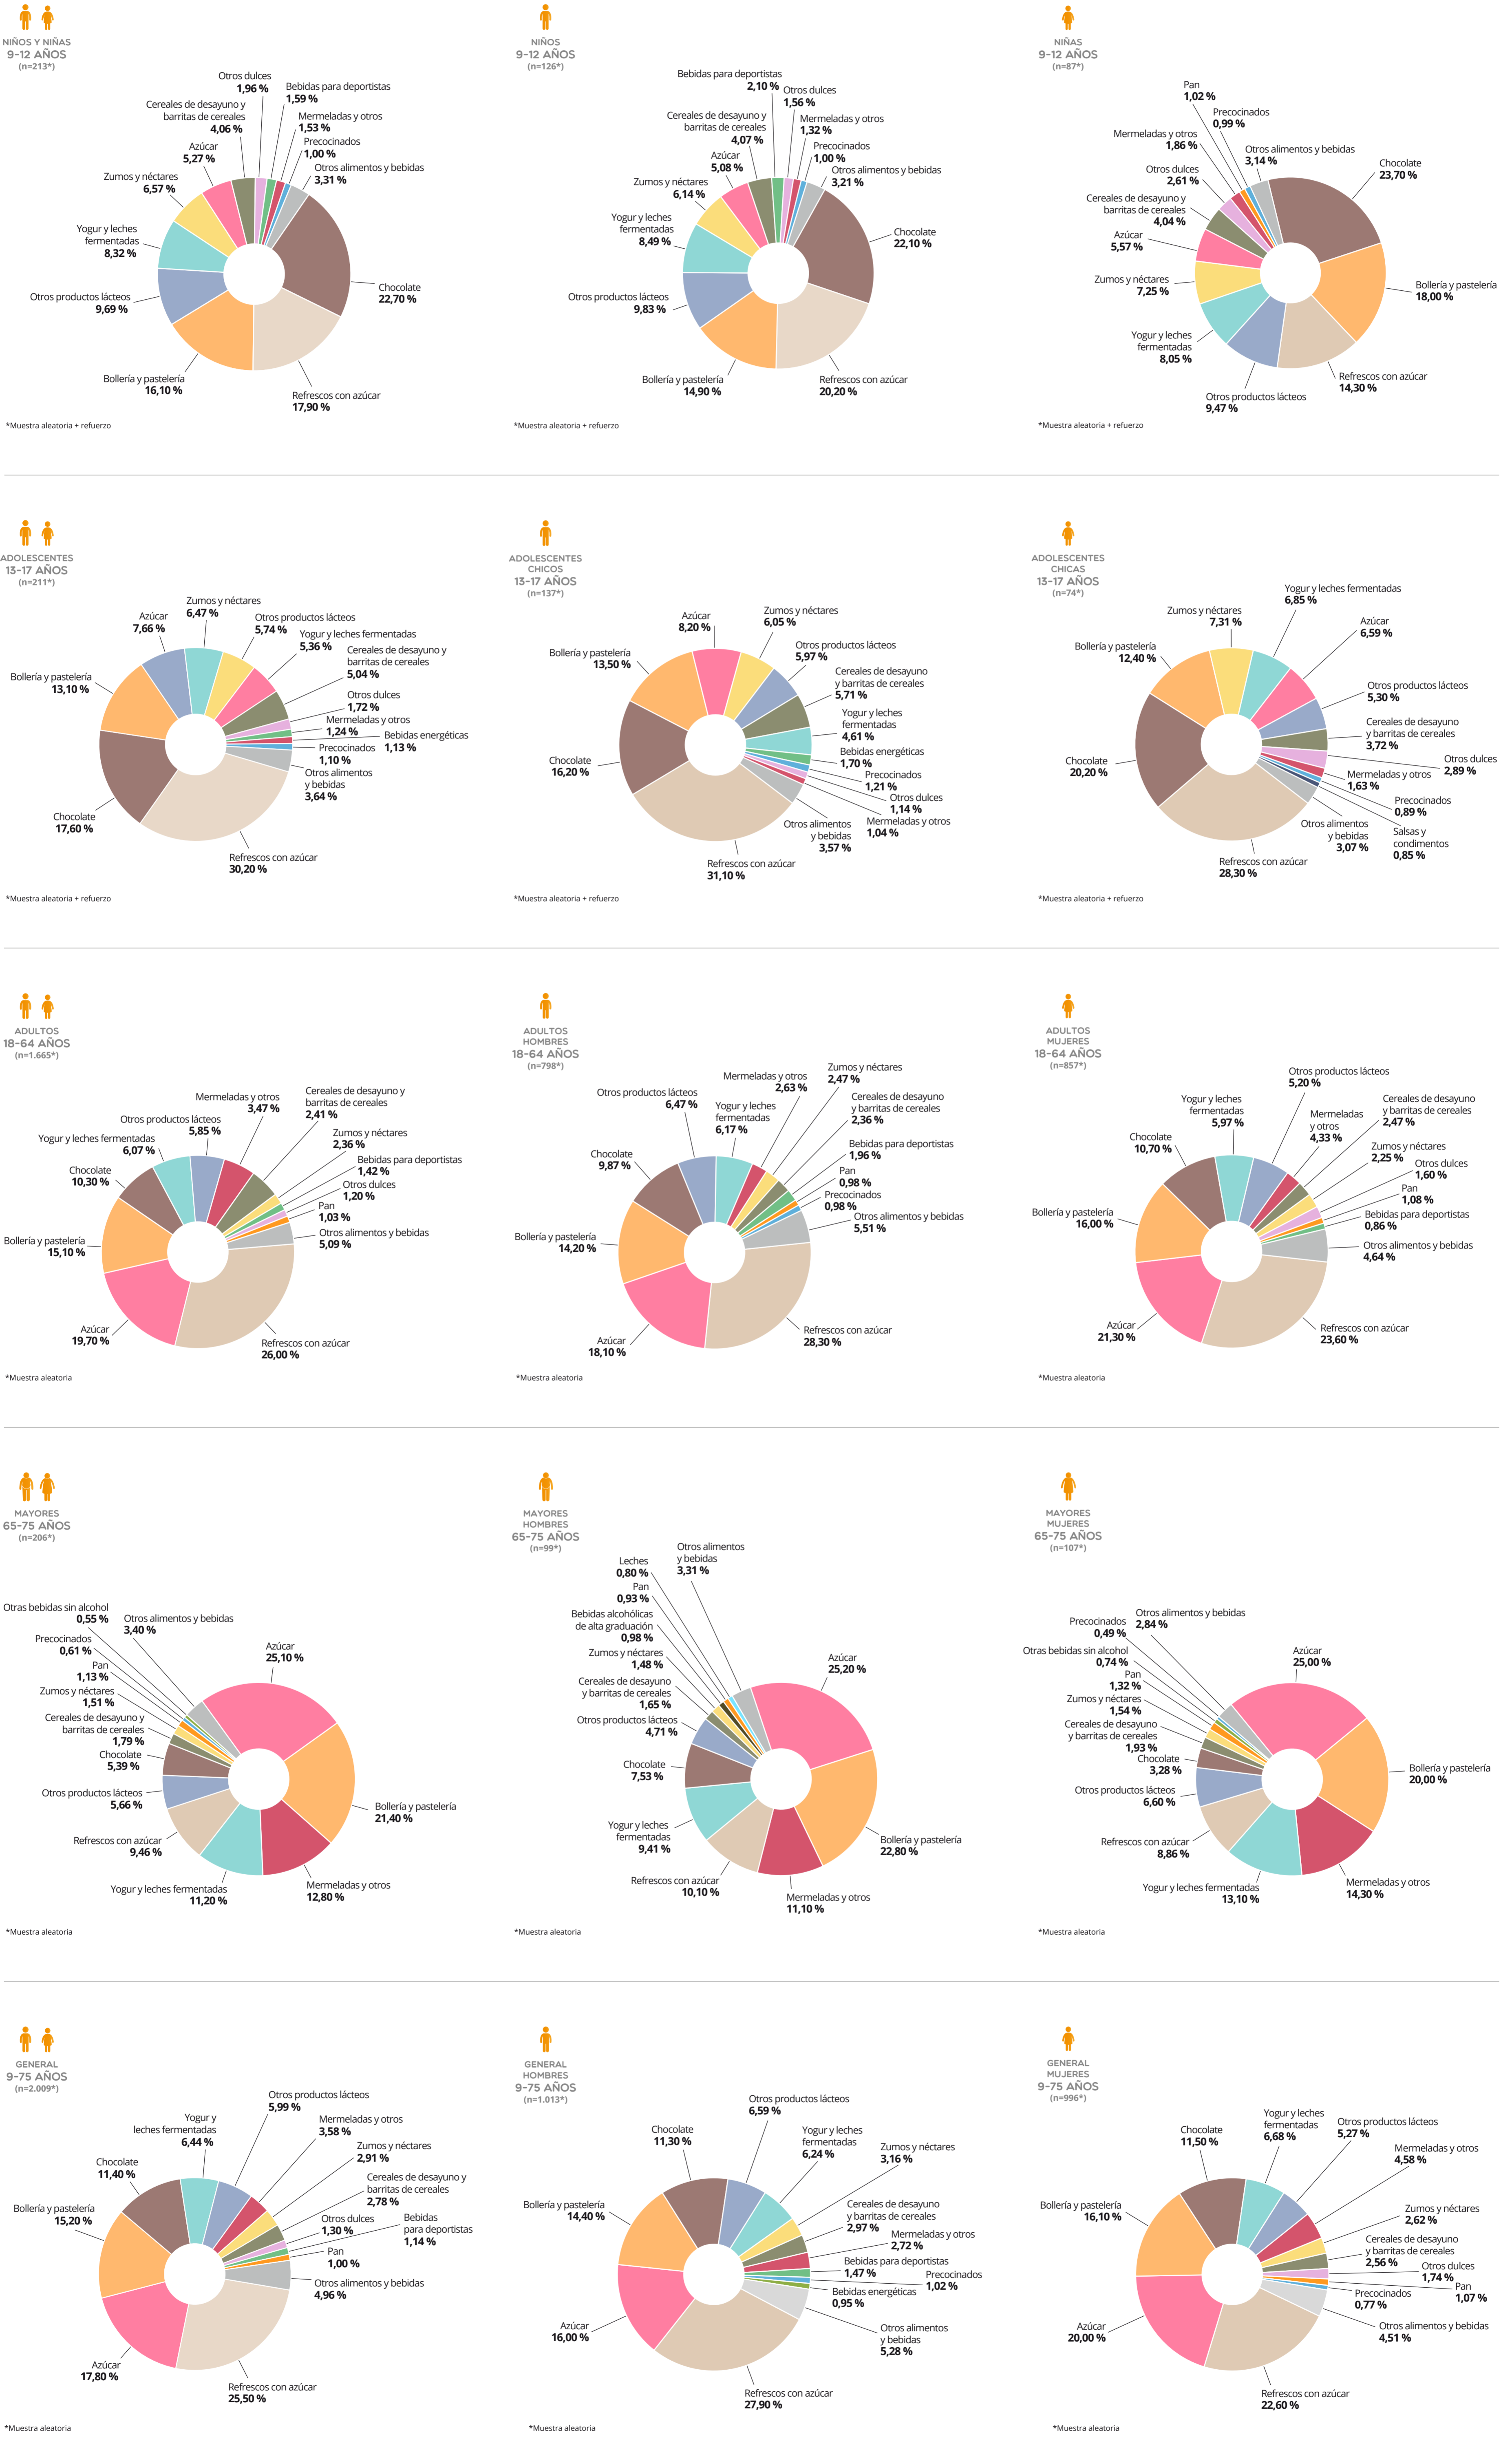 NIÑOS Y NIÑAS
9-12 AÑOS
(n=213*)
Otros dulces
1,96 %
Bebidas para deportistas
1,59 %
Cereales de desayuno y
barritas de cereales
4,06 %
Mermeladas y otros
1,53 %
Precocinados
1,00 %
Azúcar
5,27 %
Otros alimentos y bebidas
3,31 %
Zumos y néctares
6,57 %
Yogur y leches
fermentadas
8,32 %
Otros productos lácteos
9,69 %
Chocolate
22,70 %
Bollería y pastelería
16,10 %
Refrescos con azúcar
17,90 %
*Muestra aleatoria + refuerzo
NIÑOS
9-12 AÑOS
(n=126*)
Bebidas para deportistas
2,10 %
Otros dulces
1,56 %
Cereales de desayuno y
barritas de cereales
4,07 %
Mermeladas y otros
1,32 %
Precocinados
1,00 %
Azúcar
5,08 %
Otros alimentos y bebidas
3,21 %
Zumos y néctares
6,14 %
Yogur y leches
fermentadas
8,49 %
Chocolate
22,10 %
Otros productos lácteos
9,83 %
Bollería y pastelería
14,90 %
Refrescos con azúcar
20,20 %
*Muestra aleatoria + refuerzo
NIÑAS
9-12 AÑOS
(n=87*)
Pan
1,02 %
Precocinados
0,99 %
Mermeladas y otros
1,86 %
Otros alimentos y bebidas
3,14 %
Chocolate
23,70 %
Otros dulces
2,61 %
Cereales de desayuno y
barritas de cereales
4,04 %
Azúcar
5,57 %
Zumos y néctares
7,25 %
Bollería y pastelería
18,00 %
Yogur y leches
fermentadas
8,05 %
Refrescos con azúcar
14,30 %
Otros productos lácteos
9,47 %
*Muestra aleatoria + refuerzo
ADOLESCENTES
13-17 AÑOS
(n=211*)
Zumos y néctares
6,47 %
Azúcar
7,66 %
Otros productos lácteos
5,74 %
Yogur y leches fermentadas
5,36 %
Cereales de desayuno y
barritas de cereales
5,04 %
Bollería y pastelería
13,10 %
Otros dulces
1,72 %
Mermeladas y otros
1,24 %
Bebidas energéticas
1,13 %
Precocinados
1,10 %
Otros alimentos
y bebidas
3,64 %
Chocolate
17,60 %
Refrescos con azúcar
30,20 %
*Muestra aleatoria + refuerzo
ADOLESCENTES
CHICOS
13-17 AÑOS
(n=137*)
Azúcar
8,20 %
Zumos y néctares
6,05 %
Bollería y pastelería
13,50 %
Otros productos lácteos
5,97 %
Cereales de desayuno
y barritas de cereales
5,71 %
Yogur y leches
fermentadas
4,61 %
Chocolate
16,20 %
Bebidas energéticas
1,70 %
Precocinados
1,21 %
Otros dulces
1,14 %
Mermeladas y otros
1,04 %
Otros alimentos
y bebidas
3,57 %
Refrescos con azúcar
31,10 %
*Muestra aleatoria + refuerzo
ADOLESCENTES
CHICAS
13-17 AÑOS
(n=74*)
Yogur y leches fermentadas
6,85 %
Zumos y néctares
7,31 %
Azúcar
6,59 %
Bollería y pastelería
12,40 %
Otros productos lácteos
5,30 %
Cereales de desayuno
y barritas de cereales
3,72 %
Chocolate
20,20 %
Otros dulces
2,89 %
Mermeladas y otros
1,63 %
Precocinados
0,89 %
Salsas y
condimentos
0,85 %
Otros alimentos
y bebidas
3,07 %
Refrescos con azúcar
28,30 %
*Muestra aleatoria + refuerzo
ADULTOS
18-64 AÑOS
(n=1.665*)
Mermeladas y otros
3,47 %
Cereales de desayuno y
barritas de cereales
2,41 %
Otros productos lácteos
5,85 %
Zumos y néctares
2,36 %
Yogur y leches fermentadas
6,07 %
Bebidas para deportistas
1,42 %
Chocolate
10,30 %
Otros dulces
1,20 %
Pan
1,03 %
Bollería y pastelería
15,10 %
Otros alimentos y bebidas
5,09 %
Azúcar
19,70 %
Refrescos con azúcar
26,00 %
*Muestra aleatoria
ADULTOS
HOMBRES
18-64 AÑOS
(n=798*)
Zumos y néctares
2,47 %
Mermeladas y otros
2,63 %
Otros productos lácteos
6,47 %
Yogur y leches
fermentadas
6,17 %
Cereales de desayuno
y barritas de cereales
2,36 %
Bebidas para deportistas
1,96 %
Chocolate
9,87 %
Pan
0,98 %
Precocinados
0,98 %
Otros alimentos y bebidas
5,51 %
Bollería y pastelería
14,20 %
Azúcar
18,10 %
Refrescos con azúcar
28,30 %
*Muestra aleatoria
ADULTOS
MUJERES
18-64 AÑOS
(n=857*)
Otros productos lácteos
5,20 %
Yogur y leches
fermentadas
5,97 %
Mermeladas
y otros
4,33 %
Cereales de desayuno
y barritas de cereales
2,47 %
Chocolate
10,70 %
Zumos y néctares
2,25 %
Otros dulces
1,60 %
Pan
1,08 %
Bollería y pastelería
16,00 %
Bebidas para deportistas
0,86 %
Otros alimentos y bebidas
4,64 %
Azúcar
21,30 %
Refrescos con azúcar
23,60 %
*Muestra aleatoria
MAYORES
65-75 AÑOS
(n=206*)
Otras bebidas sin alcohol
0,55 %
Otros alimentos y bebidas
3,40 %
Precocinados
0,61 %
Azúcar
25,10 %
Pan
1,13 %
Zumos y néctares
1,51 %
Cereales de desayuno y
barritas de cereales
1,79 %
Chocolate
5,39 %
Otros productos lácteos
5,66 %
Bollería y pastelería
21,40 %
Refrescos con azúcar
9,46 %
Yogur y leches fermentadas
11,20 %
Mermeladas y otros
12,80 %
*Muestra aleatoria
MAYORES
HOMBRES
65-75 AÑOS
(n=99*)
Otros alimentos
y bebidas
3,31 %
Leches
0,80 %
Pan
0,93 %
Bebidas alcohólicas
de alta graduación
0,98 %
Zumos y néctares
1,48 %
Azúcar
25,20 %
Cereales de desayuno
y barritas de cereales
1,65 %
Otros productos lácteos
4,71 %
Chocolate
7,53 %
Yogur y leches
fermentadas
9,41 %
Bollería y pastelería
22,80 %
Refrescos con azúcar
10,10 %
Mermeladas y otros
11,10 %
*Muestra aleatoria
MAYORES
MUJERES
65-75 AÑOS
(n=107*)
Otros alimentos y bebidas
2,84 %
Precocinados
0,49 %
Otras bebidas sin alcohol
0,74 %
Azúcar
25,00 %
Pan
1,32 %
Zumos y néctares
1,54 %
Cereales de desayuno
y barritas de cereales
1,93 %
Chocolate
3,28 %
Bollería y pastelería
20,00 %
Otros productos lácteos
6,60 %
Refrescos con azúcar
8,86 %
Yogur y leches fermentadas
13,10 %
Mermeladas y otros
14,30 %
*Muestra aleatoria
GENERAL
9-75 AÑOS
(n=2.009*)
Otros productos lácteos
5,99 %
Yogur y
leches fermentadas
6,44 %
Mermeladas y otros
3,58 %
Zumos y néctares
2,91 %
Chocolate
11,40 %
Cereales de desayuno y
barritas de cereales
2,78 %
Bollería y pastelería
15,20 %
Otros dulces
1,30 %
Bebidas
para deportistas
1,14 %
Pan
1,00 %
Otros alimentos y bebidas
4,96 %
Azúcar
17,80 %
Refrescos con azúcar
25,50 %
*Muestra aleatoria
GENERAL
HOMBRES
9-75 AÑOS
(n=1.013*)
Otros productos lácteos
6,59 %
Chocolate
11,30 %
Yogur y leches
fermentadas
6,24 %
Zumos y néctares
3,16 %
Bollería y pastelería
14,40 %
Cereales de desayuno
y barritas de cereales
2,97 %
Mermeladas y otros
2,72 %
Bebidas para deportistas
1,47 %
Precocinados
1,02 %
Bebidas energéticas
0,95 %
Otros alimentos
y bebidas
5,28 %
Azúcar
16,00 %
Refrescos con azúcar
27,90 %
*Muestra aleatoria
GENERAL
MUJERES
9-75 AÑOS
(n=996*)
Yogur y leches
fermentadas
6,68 %
Otros productos lácteos
5,27 %
Chocolate
11,50 %
Mermeladas y otros
4,58 %
Bollería y pastelería
16,10 %
Zumos y néctares
2,62 %
Cereales de desayuno
y barritas de cereales
2,56 %
Otros dulces
1,74 %
Pan
1,07 %
Precocinados
0,77 %
Otros alimentos y bebidas
4,51 %
Azúcar
20,00 %
Refrescos con azúcar
22,60 %
*Muestra aleatoria